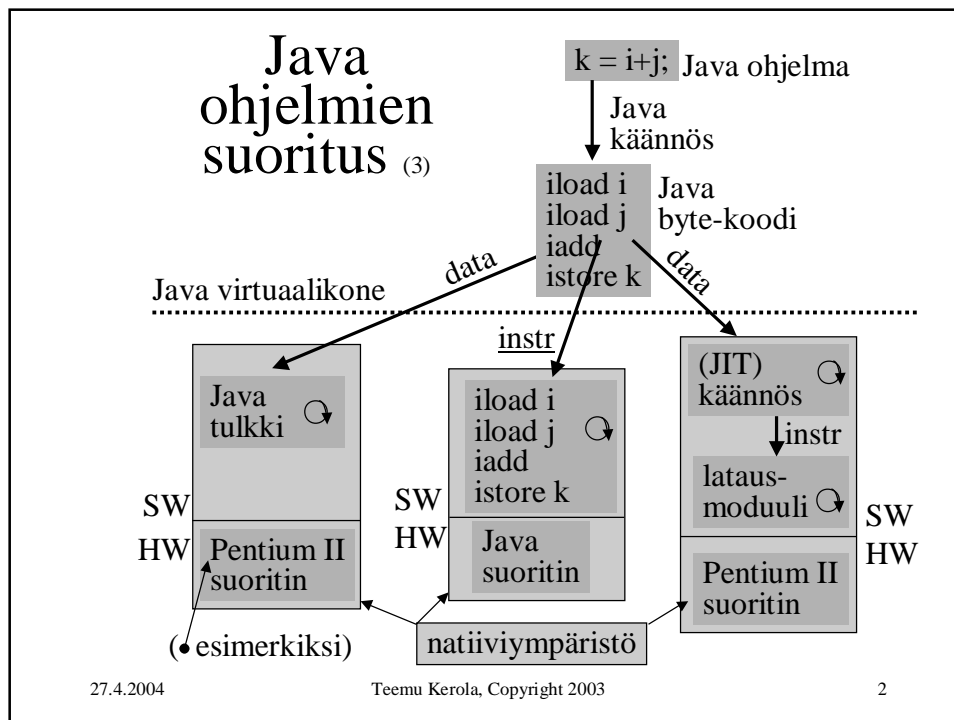 Java
ohjelmien
suoritus (3)
k = i+j;
Java ohjelma
Java
käännös
iload i
iload j
iadd
istore k
Java
byte-koodi
data
data
Java virtuaalikone
instr
Java
tulkki
SW
HW
Pentium II
suoritin
(• esimerkiksi)
iload i
iload j
iadd
istore k
SW
HW
Java
suoritin
natiiviympäristö
(JIT)
käännös
instr
lataus-
moduuli
SW
HW
Pentium II
suoritin
27.4.2004
Teemu Kerola, Copyright 2003
2